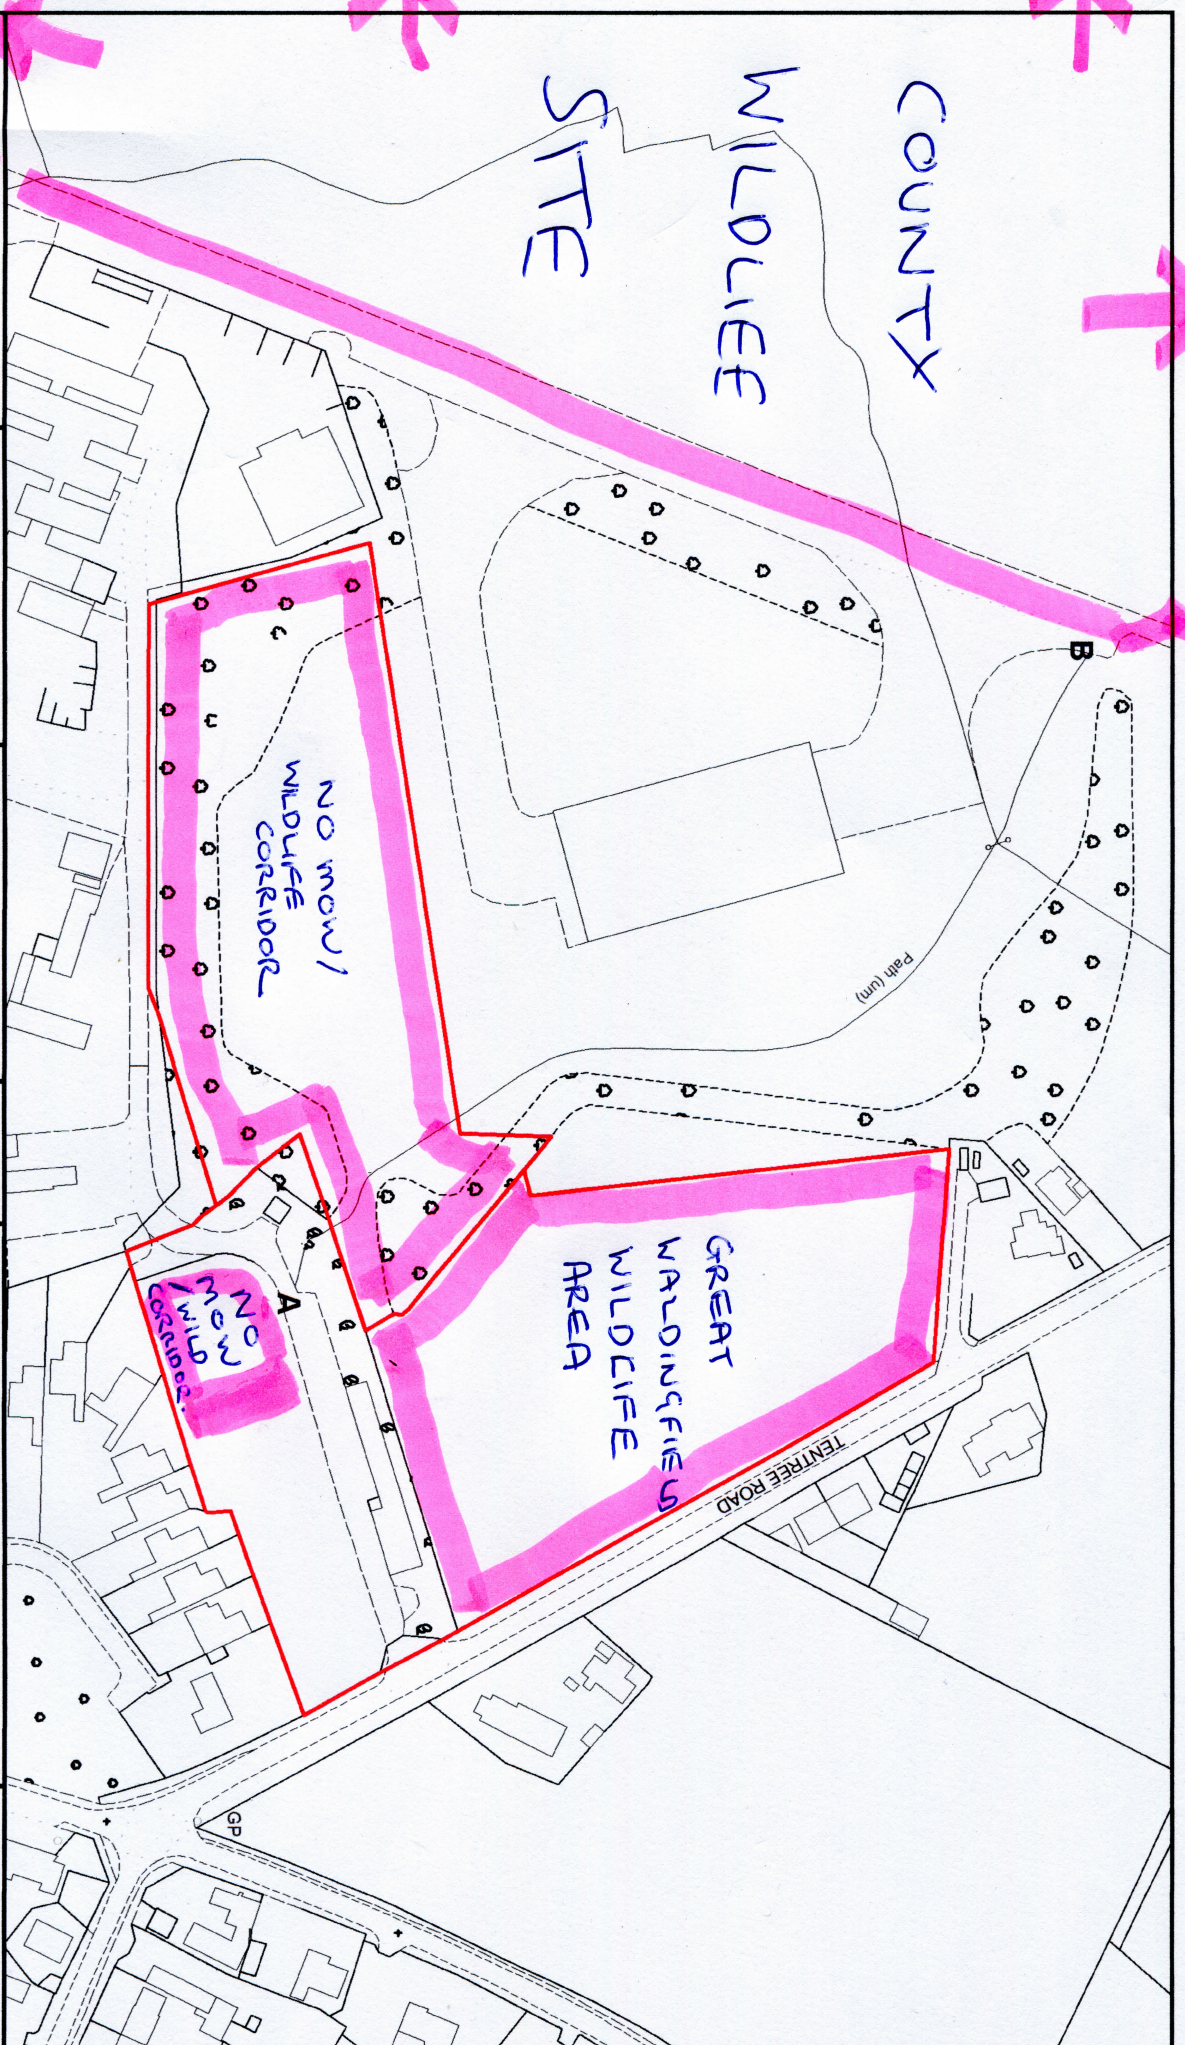 COUNTY
WILDLIFE
SITE
B
Path (um)
NO MOW /
WILDLIFE
CORRIDOR
GREAT
WALDINGFIELD
WILDLIFE
AREA
TENTREE ROAD
A
NO
MOW
/ WILD
CORRIDOR.
GP